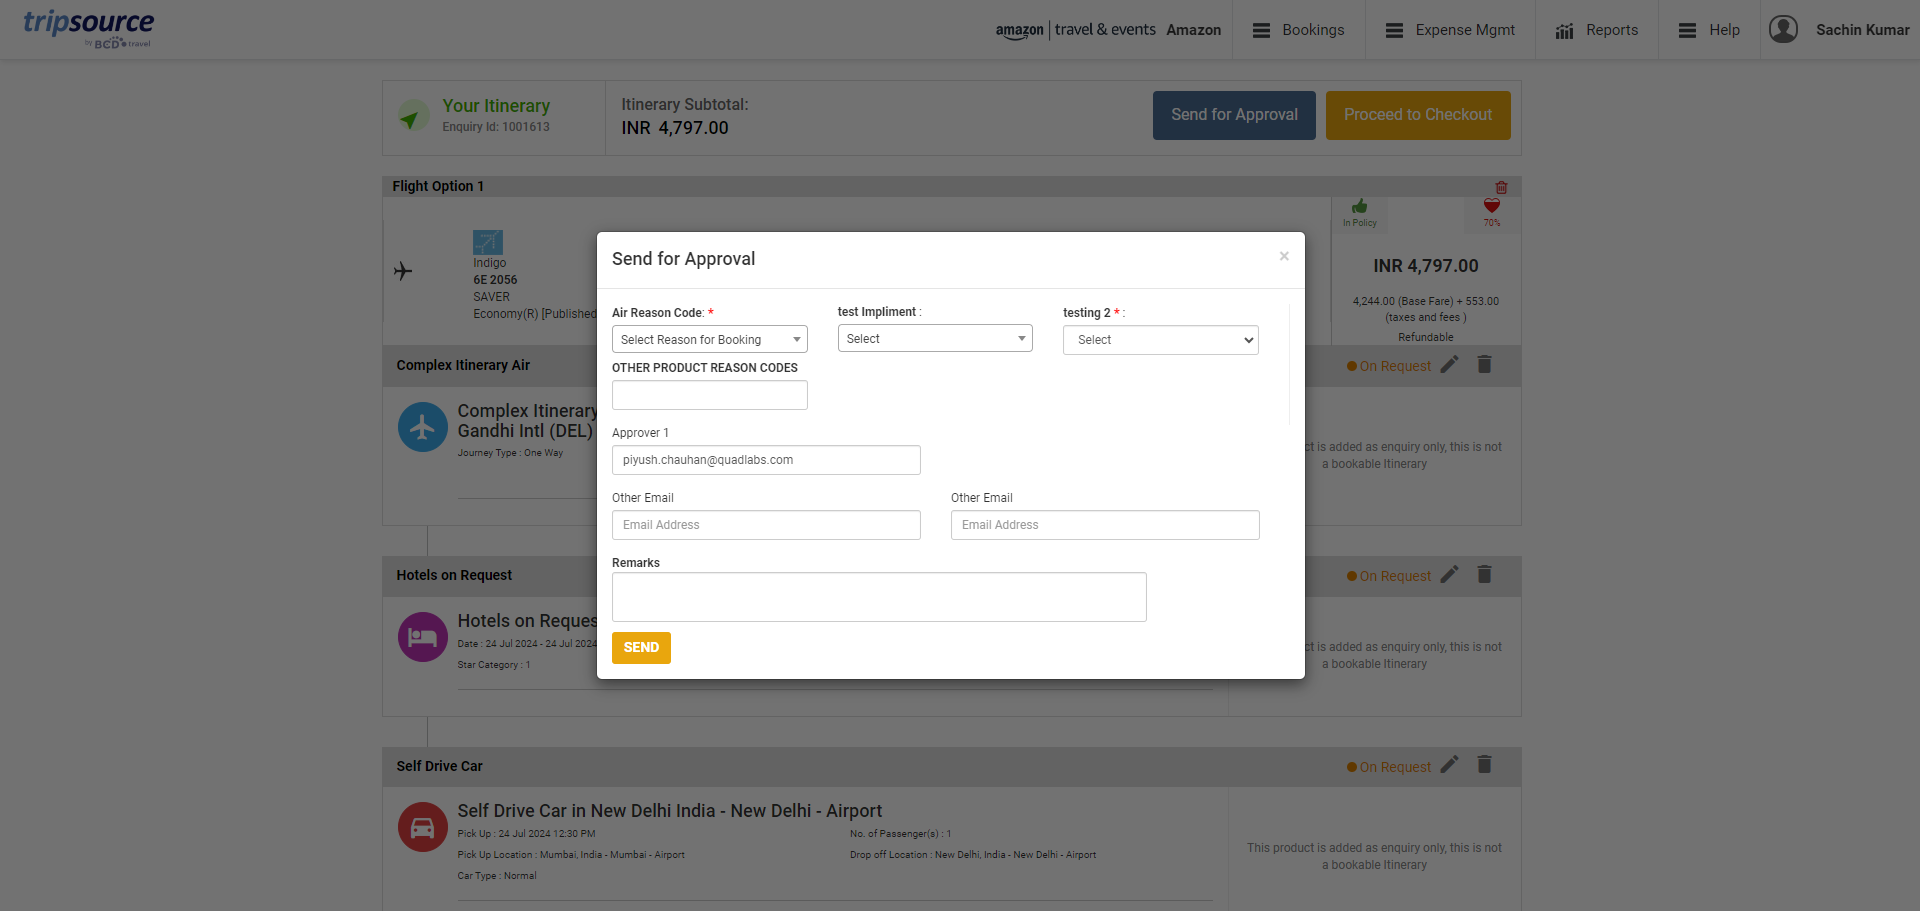 tripsource
by BCD travel
amazon | travel & events Amazon
Bookings
Expense Mgmt
Reports
Help
Sachin Kumar
Your Itinerary
Enquiry Id: 1001613
Itinerary Subtotal:
INR 4,797.00
Send for Approval
Proceed to Checkout
Flight Option 1
Indigo
6E 2056
SAVER
Economy(R) [Published
In Policy
70%
INR 4,797.00
4,244.00 (Base Fare) + 553.00
(taxes and fees )
Refundable
Send for Approval
×
Air Reason Code: *
Select Reason for Booking
test Impliment :
Select
testing 2 * :
Select
OTHER PRODUCT REASON CODES
Approver 1
piyush.chauhan@quadlabs.com
Other Email
Email Address
Other Email
Email Address
Remarks
SEND
Complex Itinerary Air
On Request
Complex Itinerary
Gandhi Intl (DEL)
Journey Type : One Way
ct is added as enquiry only, this is not
a bookable Itinerary
Hotels on Request
On Request
Hotels on Reques
Date : 24 Jul 2024 - 24 Jul 2024
Star Category : 1
ct is added as enquiry only, this is not
a bookable Itinerary
Self Drive Car
On Request
Self Drive Car in New Delhi India - New Delhi - Airport
Pick Up : 24 Jul 2024 12:30 PM
No. of Passenger(s) : 1
Pick Up Location : Mumbai, India - Mumbai - Airport
Drop off Location : New Delhi, India - New Delhi - Airport
Car Type : Normal
This product is added as enquiry only, this is not
a bookable Itinerary